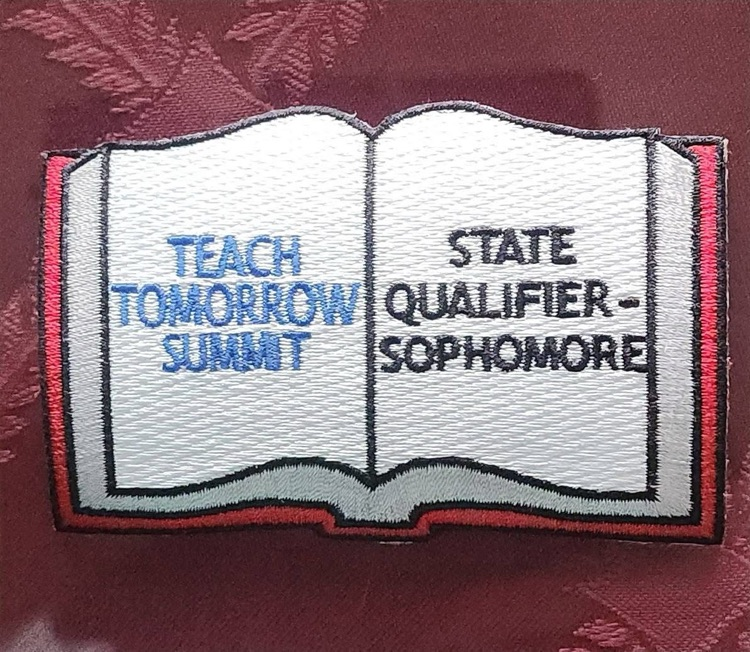 TEACH
TOMORROW
SUMMIT
STATE
QUALIFIER-
SOPHOMORE